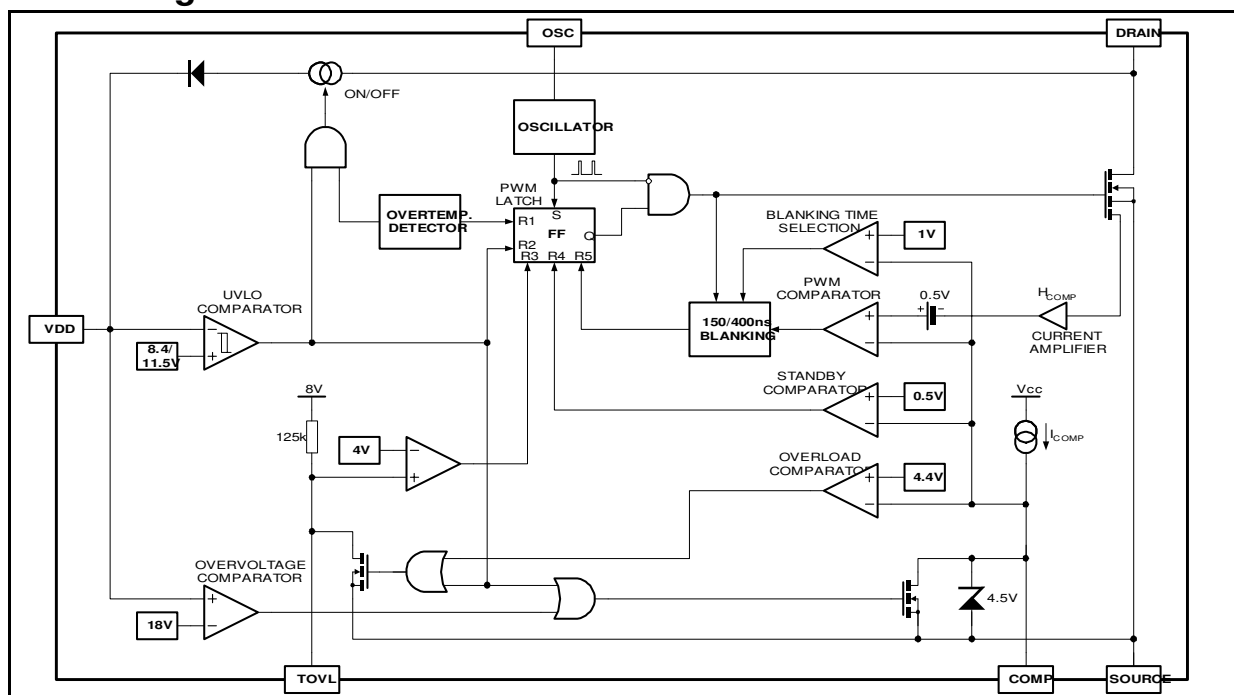 OSC
DRAIN
ON/OFF
OSCILLATOR
PWM
LATCH
OVERTEMP.
DETECTOR
R1
S
FF
Q
R2
R3
R4
R5
BLANKING TIME
SELECTION
+
1V
−
UVLO
COMPARATOR
VDD
−
8.4/
11.5V
+
150/400ns
BLANKING
PWM
COMPARATOR
+
−
0.5V
+
−
HCOMP
CURRENT
AMPLIFIER
8V
125k
4V
−
+
STANDBY
COMPARATOR
+
0.5V
−
Vcc
ICOMP
OVERLOAD
COMPARATOR
+
4.4V
−
OVERVOLTAGE
COMPARATOR
+
18V
−
4.5V
TOVL
COMP
SOURCE